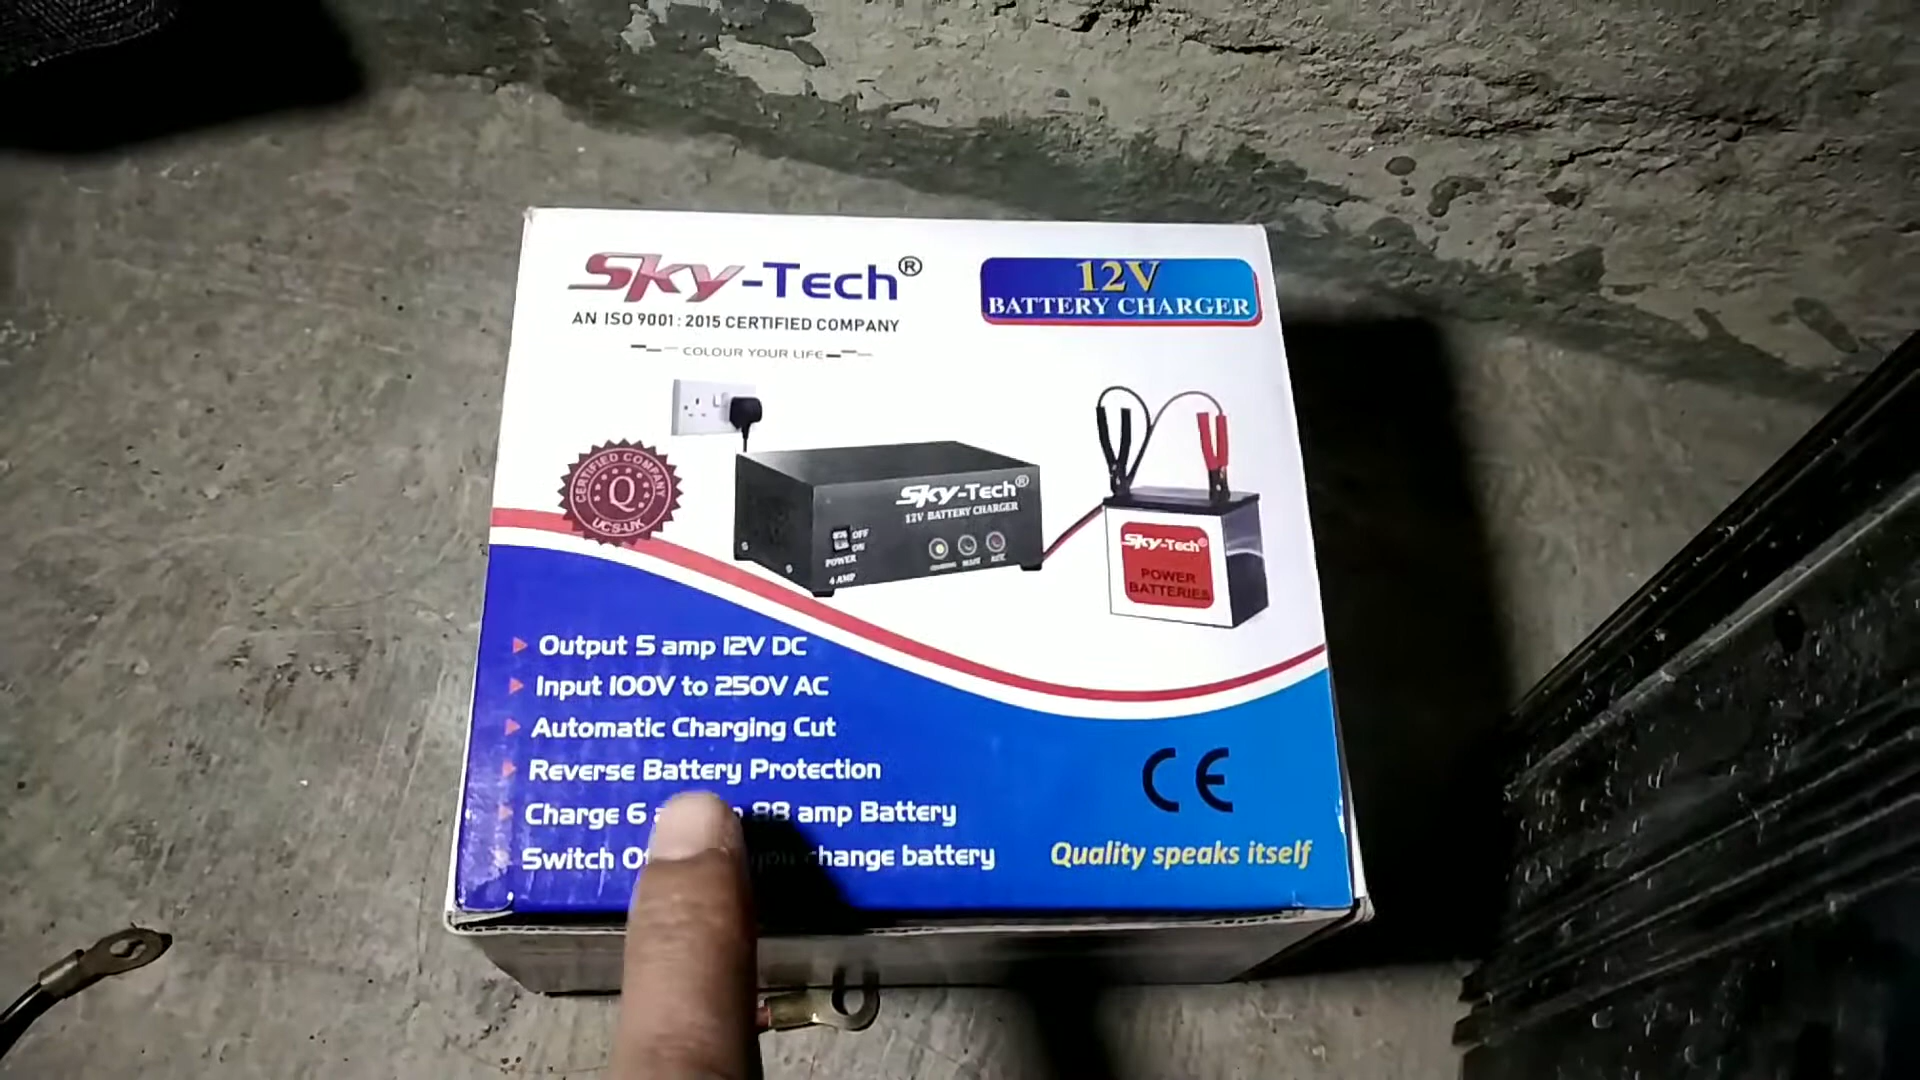 Sky-Tech®
AN ISO 9001 : 2015 CERTIFIED COMPANY
COLOUR YOUR LIFE
12V
BATTERY CHARGER
CERTIFIED COMPANY
Q
UCS-UK
Sky-Tech®
12V BATTERY CHARGER
OFF
ON
POWER
4 AMP
Sky-Tech®
POWER
BATTERIES
Output 5 amp 12V DC
Input 100V to 250V AC
Automatic Charging Cut
Reverse Battery Protection
Charge 6 88 amp Battery
Switch you change battery
CE
Quality speaks itself